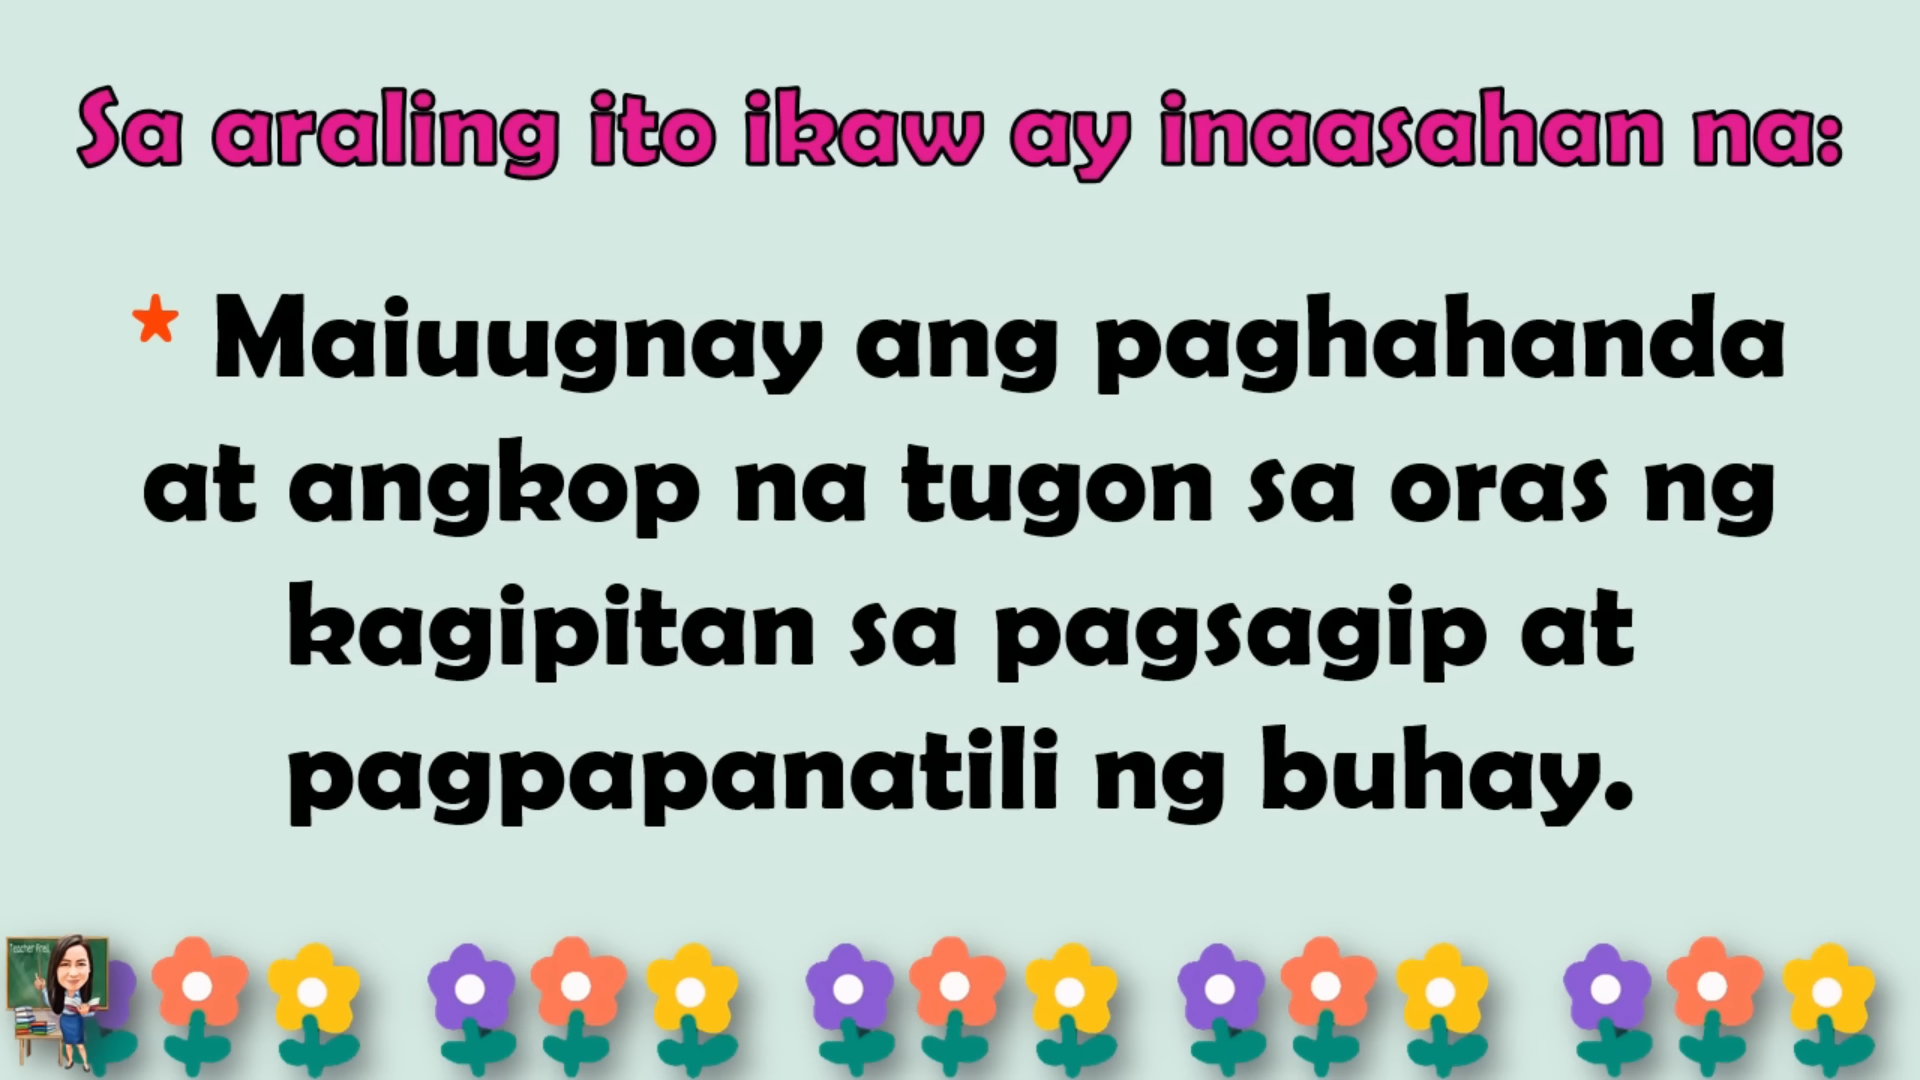 Sa araling ito ikaw ay inaasahan na:
* Maiuugnay ang paghahanda
at angkop na tugon sa oras ng
kagipitan sa pagsagip at
pagpapanatili ng buhay.